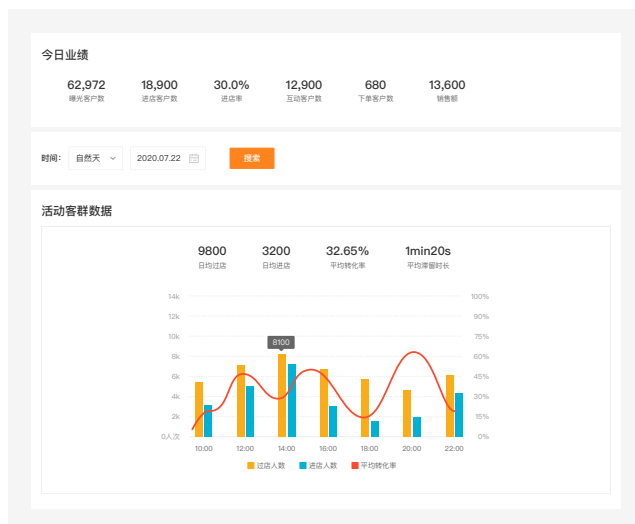 今日业绩
62,972 18,900 30.0% 12,900 680 13,600
曝光客户数 进店客户数 进店率 互动客户数 下单客户数 销售额
时间: 自然天 2020.07.22 搜索
活动客群数据
9800 3200 32.65% 1min20s
日均过店 日均进店 平均转化率 平均滞留时长
14k 100%
12k 90%
10k 75%
8100
8k 60%
6k 45%
4k 30%
2k 15%
0人次 0%
10:00 12:00 14:00 16:00 18:00 20:00 22:00
过店人数 进店人数 平均转化率